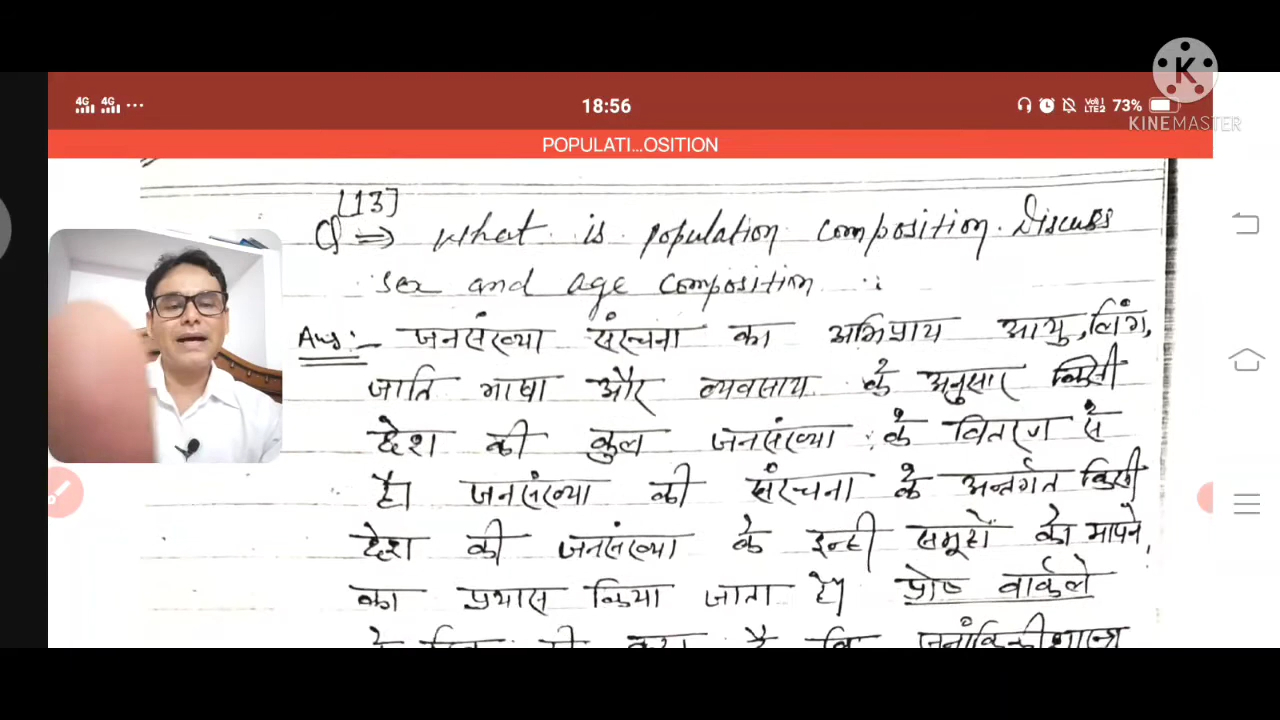 4G 4G ... 18:56 VoI) LTE2 73%
K
KINEMASTER
POPULATI...OSITION
[13]
Q ⇒ what is population composition. Discuss
sex and age composition :
Ans:- जनसंख्या संरचना का अभिप्राय आयु, लिंग,
जाति भाषा और व्यवसाय के अनुसार किसी
देश की कुल जनसंख्या के वितरण से
है। जनसंख्या की संरचना के अन्तर्गत किसी
देश की जनसंख्या के इन्ही समूहों को मापने
का प्रयास किया जाता है। प्रो० वार्कले